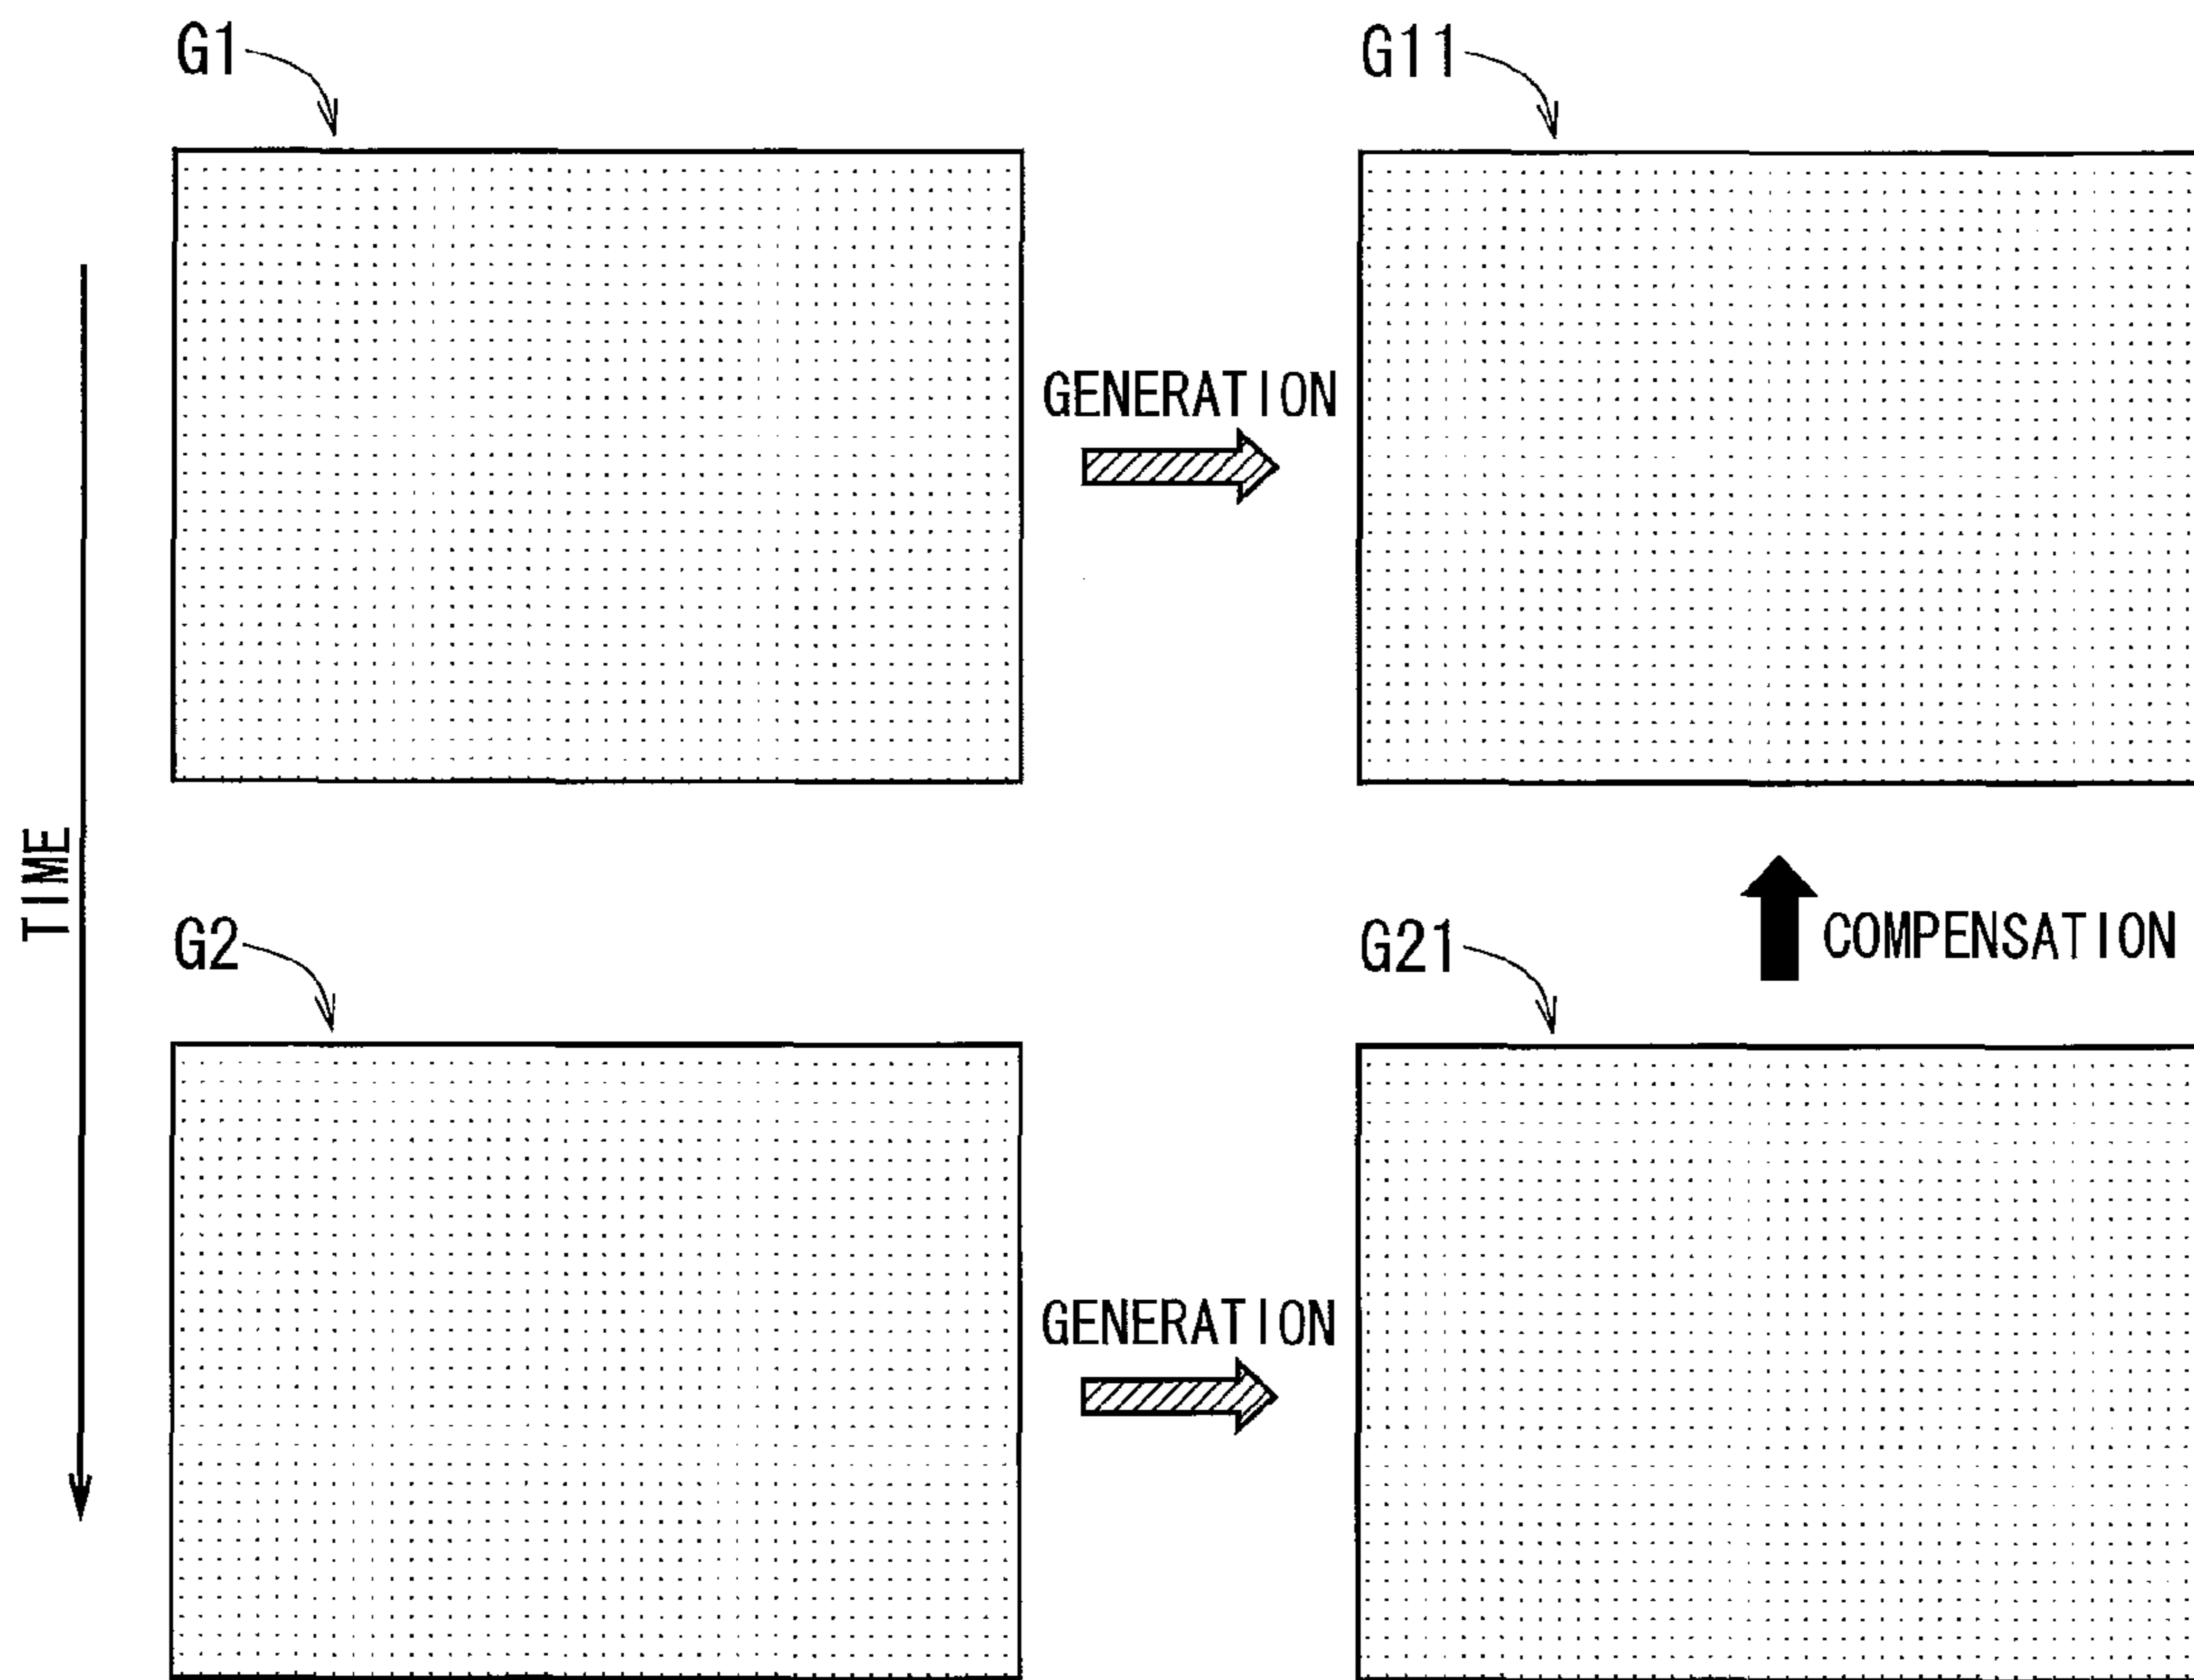 G1
G11
GENERATION
TIME
COMPENSATION
G2
G21
GENERATION